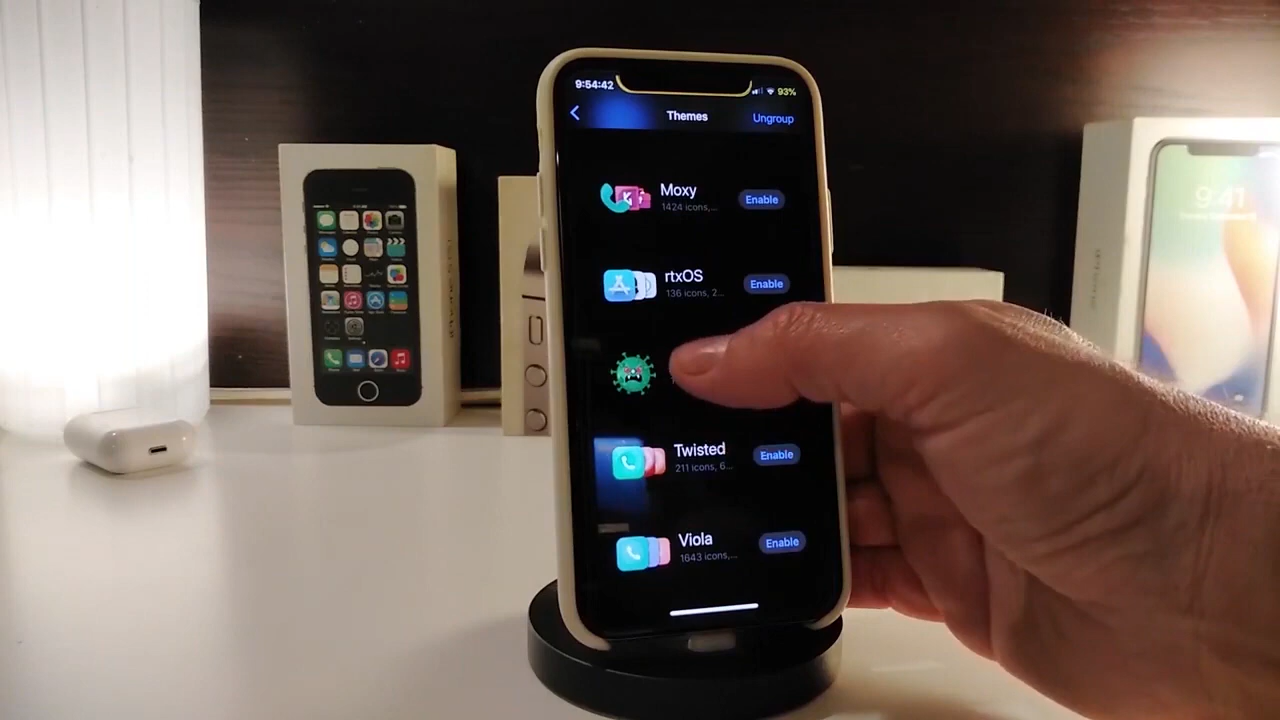 9:54:42
93%
Themes
Ungroup
Moxy
1424 icons,...
Enable
rtxOS
136 icons, 2...
Enable
Twisted
211 icons, 6...
Enable
Viola
1643 icons,...
Enable
9:41